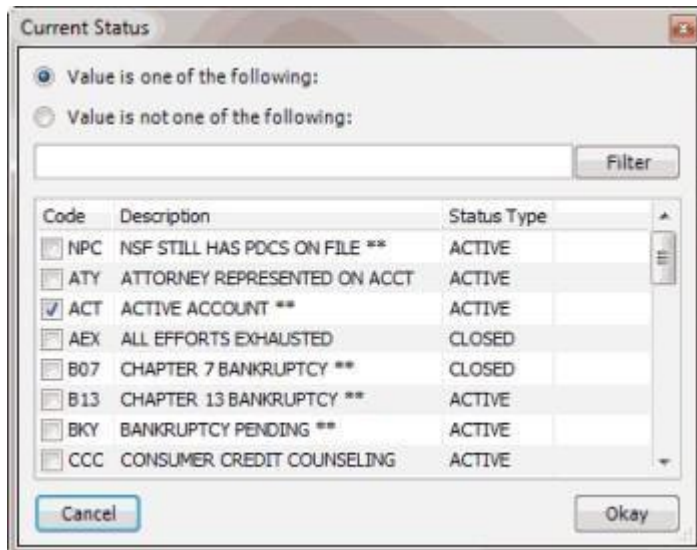 Current Status
Value is one of the following:
Value is not one of the following:
Filter
Code Description Status Type
NPC NSF STILL HAS PDCS ON FILE ** ACTIVE
ATY ATTORNEY REPRESENTED ON ACCT ACTIVE
ACT ACTIVE ACCOUNT ** ACTIVE
AEX ALL EFFORTS EXHAUSTED CLOSED
B07 CHAPTER 7 BANKRUPTCY ** CLOSED
B13 CHAPTER 13 BANKRUPTCY ** ACTIVE
BKY BANKRUPTCY PENDING ** ACTIVE
CCC CONSUMER CREDIT COUNSELING ACTIVE
Cancel Okay